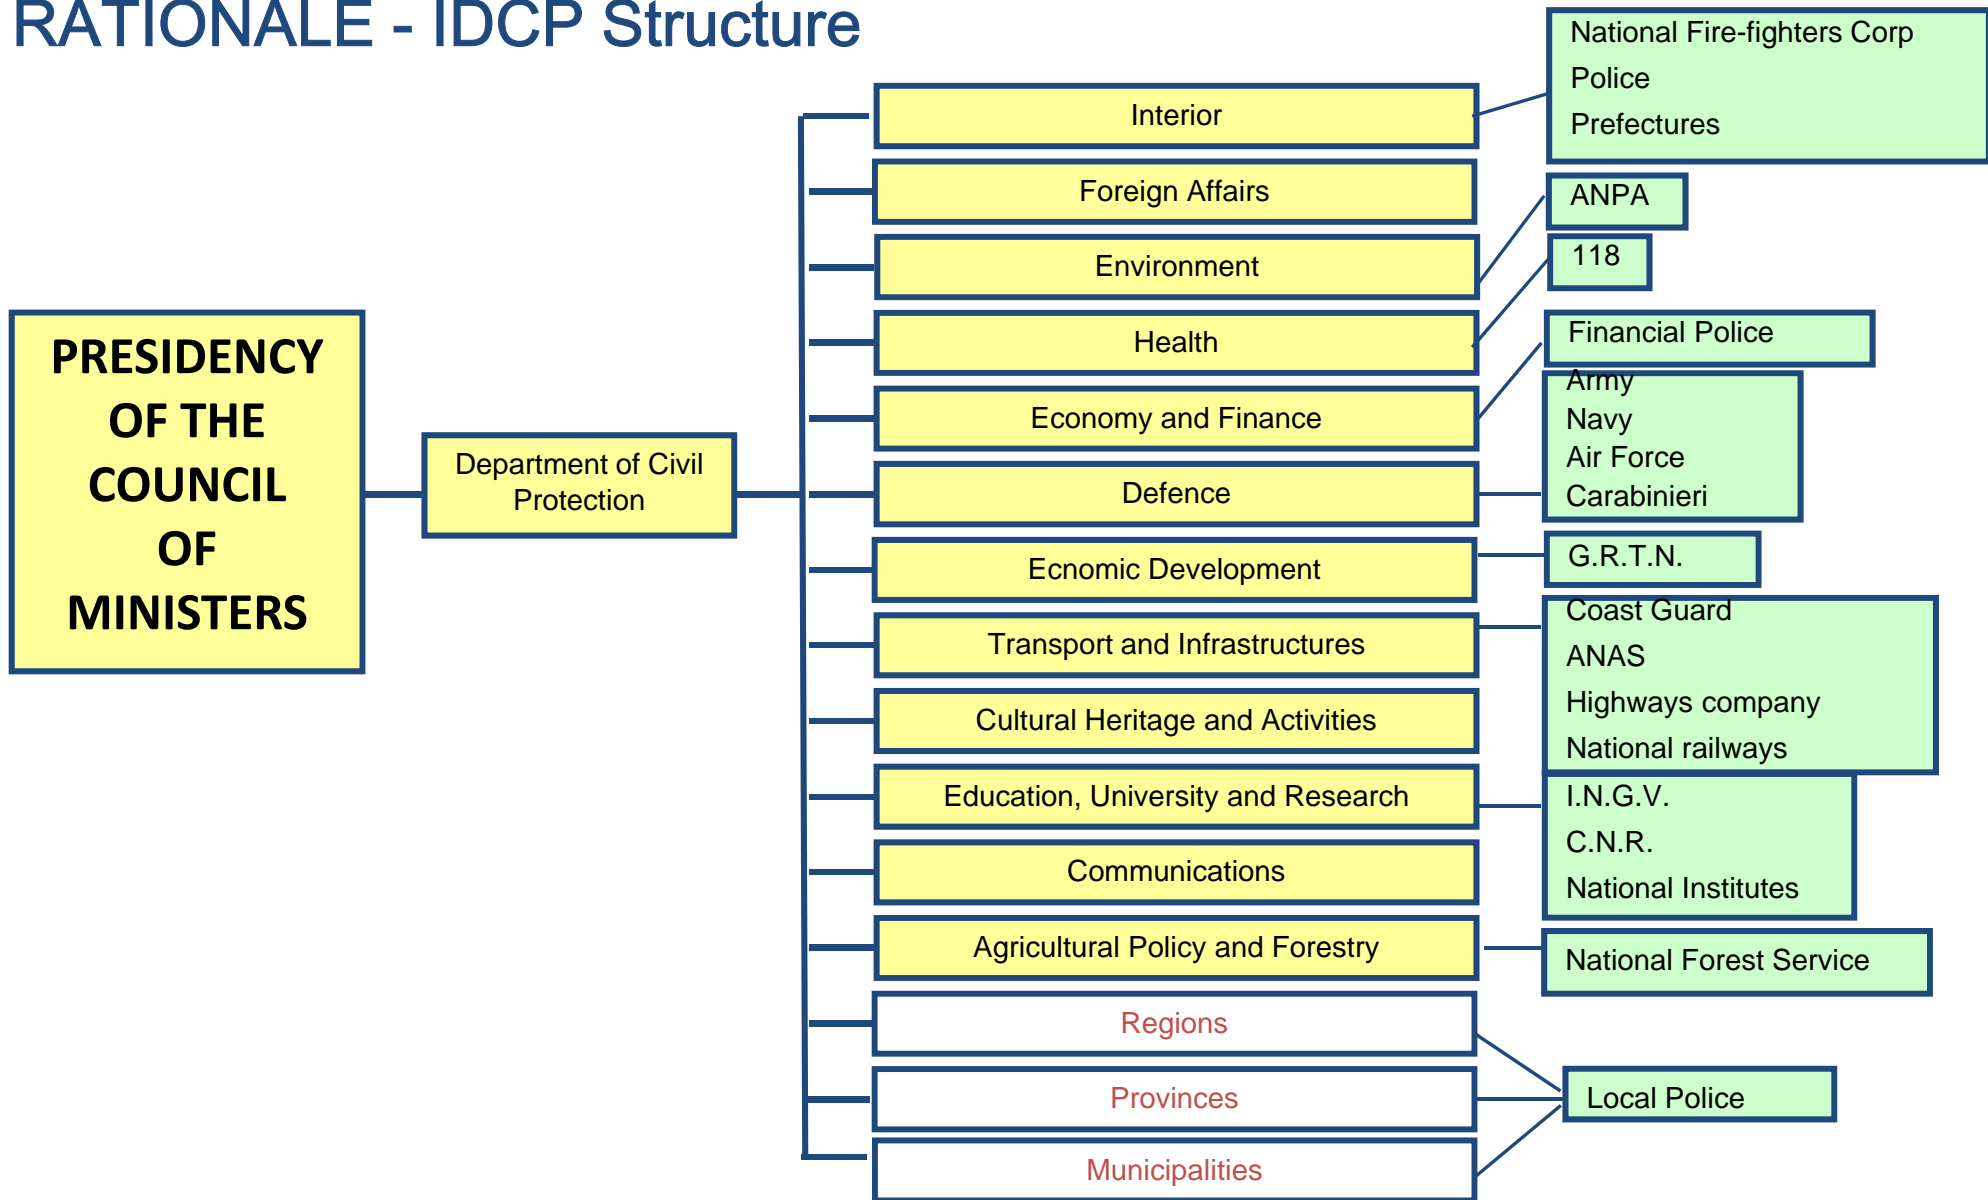 RATIONALE - IDCP Structure
PRESIDENCY
OF THE
COUNCIL
OF
MINISTERS
Department of Civil
Protection
Interior
Foreign Affairs
Environment
Health
Economy and Finance
Defence
Ecnomic Development
Transport and Infrastructures
Cultural Heritage and Activities
Education, University and Research
Communications
Agricultural Policy and Forestry
Regions
Provinces
Municipalities
National Fire-fighters Corp
Police
Prefectures
ANPA
118
Financial Police
Army
Navy
Air Force
Carabinieri
G.R.T.N.
Coast Guard
ANAS
Highways company
National railways
I.N.G.V.
C.N.R.
National Institutes
National Forest Service
Local Police